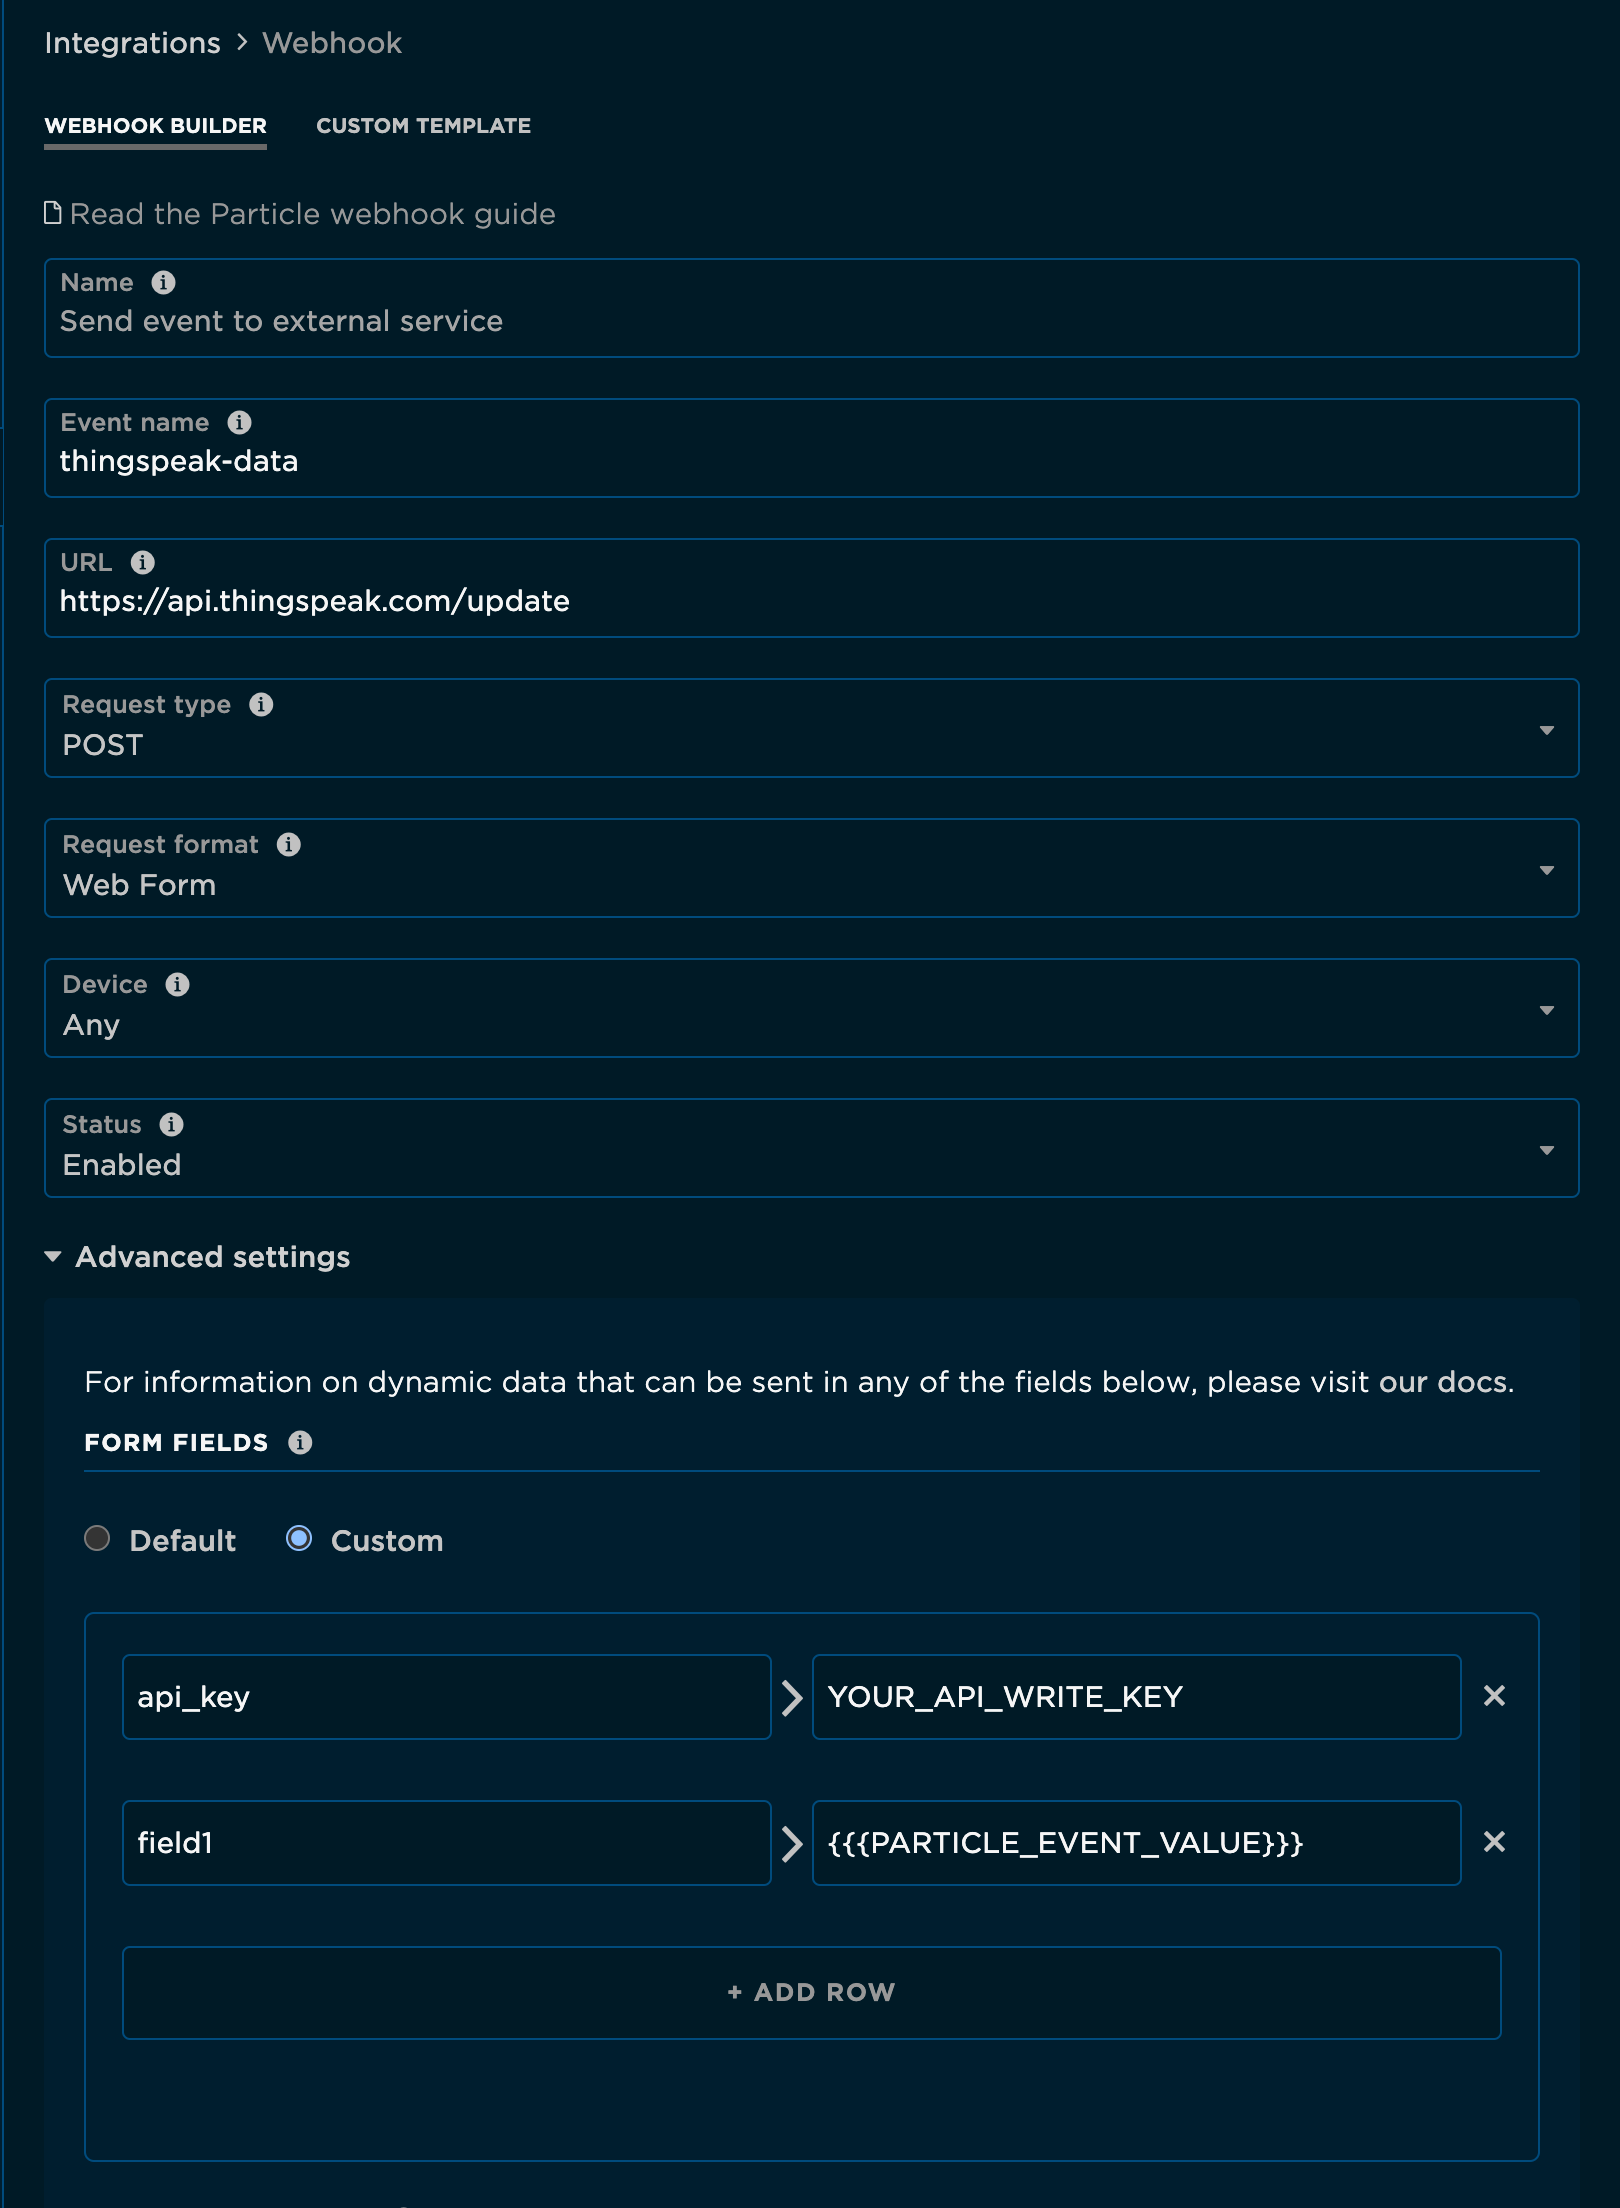 Integrations > Webhook
WEBHOOK BUILDER CUSTOM TEMPLATE
Read the Particle webhook guide
Name
Send event to external service
Event name
thingspeak-data
URL
https://api.thingspeak.com/update
Request type
POST
Request format
Web Form
Device
Any
Status
Enabled
Advanced settings
For information on dynamic data that can be sent in any of the fields below, please visit our docs.
FORM FIELDS
Default Custom
api_key > YOUR_API_WRITE_KEY
field1 > {{{PARTICLE_EVENT_VALUE}}}
+ ADD ROW